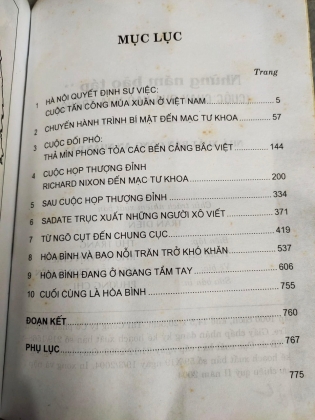 MỤC LỤC
Trang
1 HÀ NỘI QUYẾT ĐỊNH SỰ VIỆC:
CUỘC TẤN CÔNG MÙA XUÂN Ở VIỆT NAM 5
2 CHUYẾN HÀNH TRÌNH BÍ MẬT ĐẾN MẠC TƯ KHOA 57
3 CUỘC ĐỐI PHÓ:
THẢ MÌN PHONG TỎA CÁC BẾN CẢNG BẮC VIỆT 144
4 CUỘC HỌP THƯỢNG ĐỈNH
RICHARD NIXON ĐẾN MẠC TƯ KHOA 200
5 SAU CUỘC HỌP THƯỢNG ĐỈNH 334
6 SADATE TRỤC XUẤT NHỮNG NGƯỜI XÔ VIẾT 371
7 TỪ NGÕ CỤT ĐẾN CHUNG CỤC 419
8 HÒA BÌNH VÀ BAO NỖI TRĂN TRỞ KHÓ KHĂN 537
9 HÒA BÌNH ĐANG Ở NGANG TẦM TAY 606
10 CUỐI CÙNG LÀ HÒA BÌNH 755
ĐOẠN KẾT 760
PHỤ LỤC 767
775